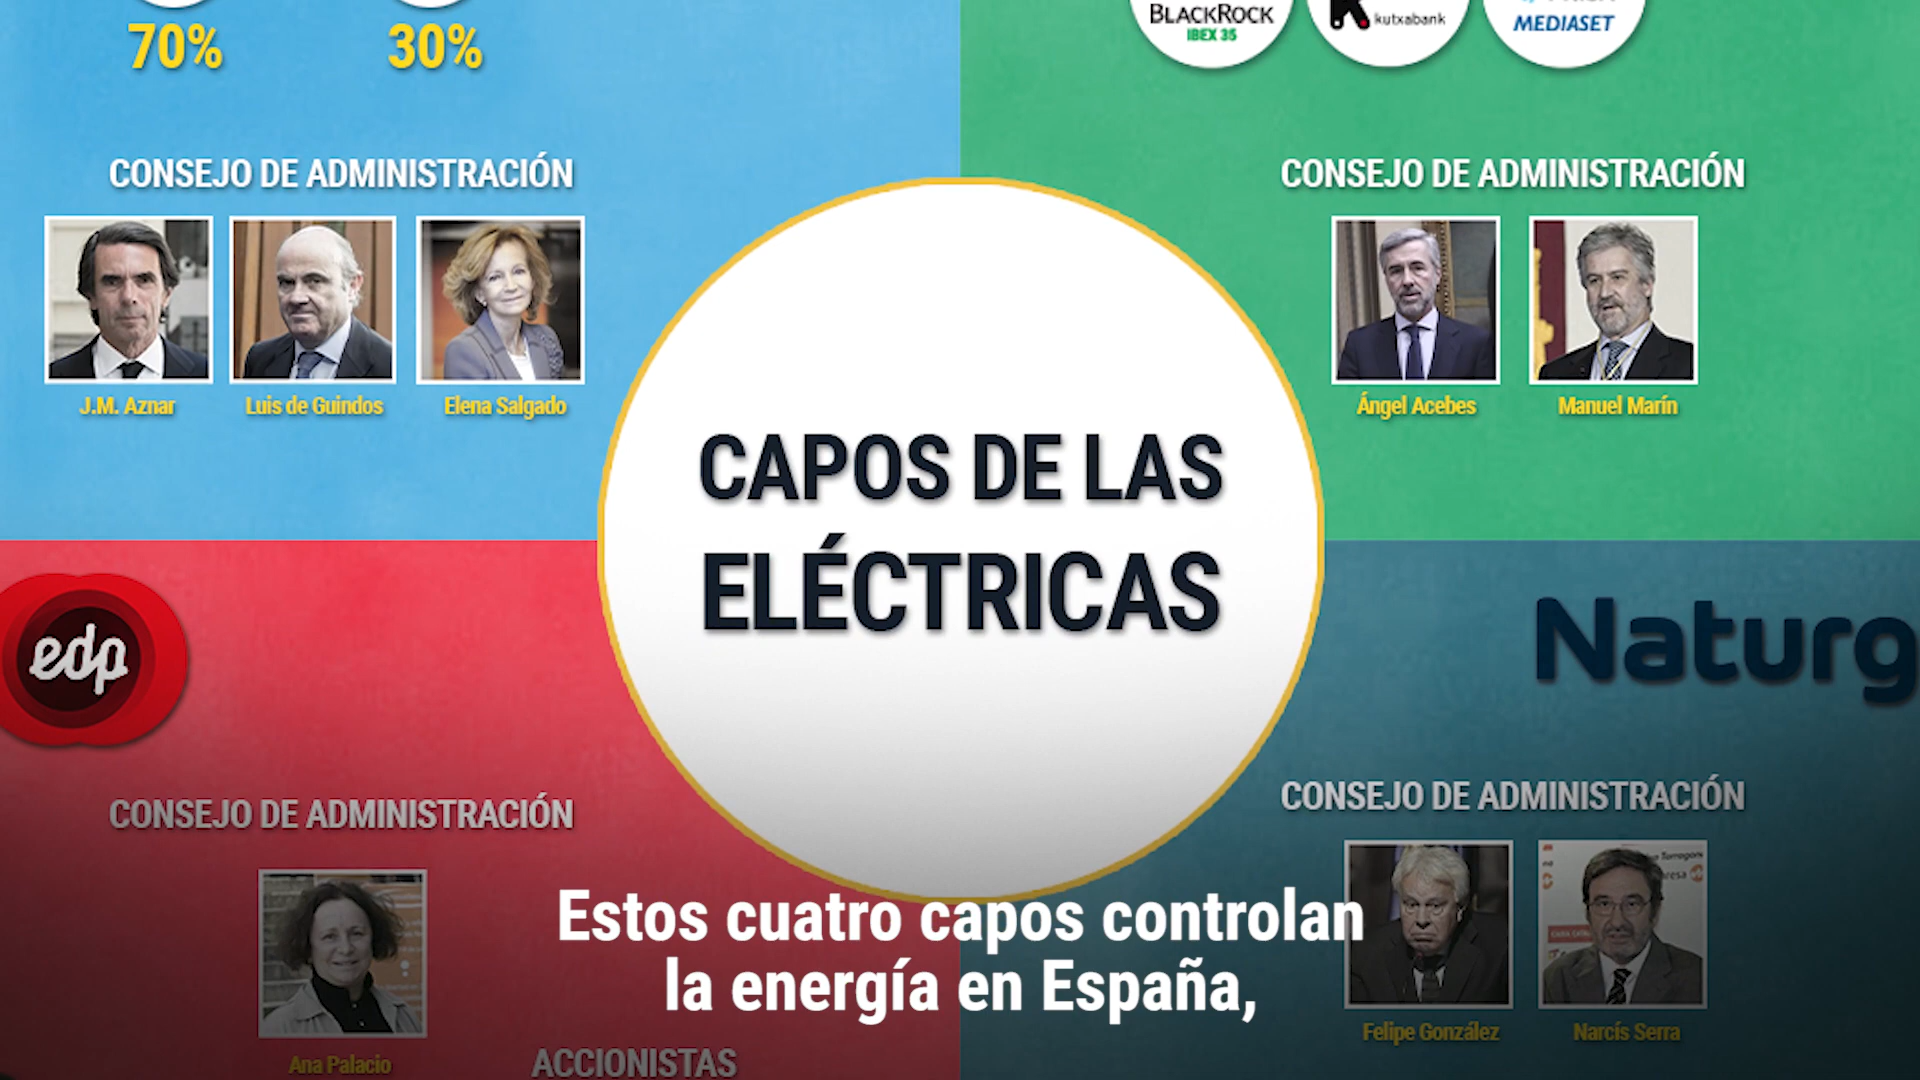 70%
30%
BLACKROCK
IBEX 35
kutxabank
MEDIASET
CONSEJO DE ADMINISTRACIÓN
CONSEJO DE ADMINISTRACIÓN
J.M. Aznar
Luis de Guindos
Elena Salgado
Ángel Acebes
Manuel Marín
CAPOS DE LAS
ELÉCTRICAS
edp
Naturg
CONSEJO DE ADMINISTRACIÓN
CONSEJO DE ADMINISTRACIÓN
Estos cuatro capos controlan
la energía en España,
Felipe González
Narcís Serra
Ana Palacio
ACCIONISTAS